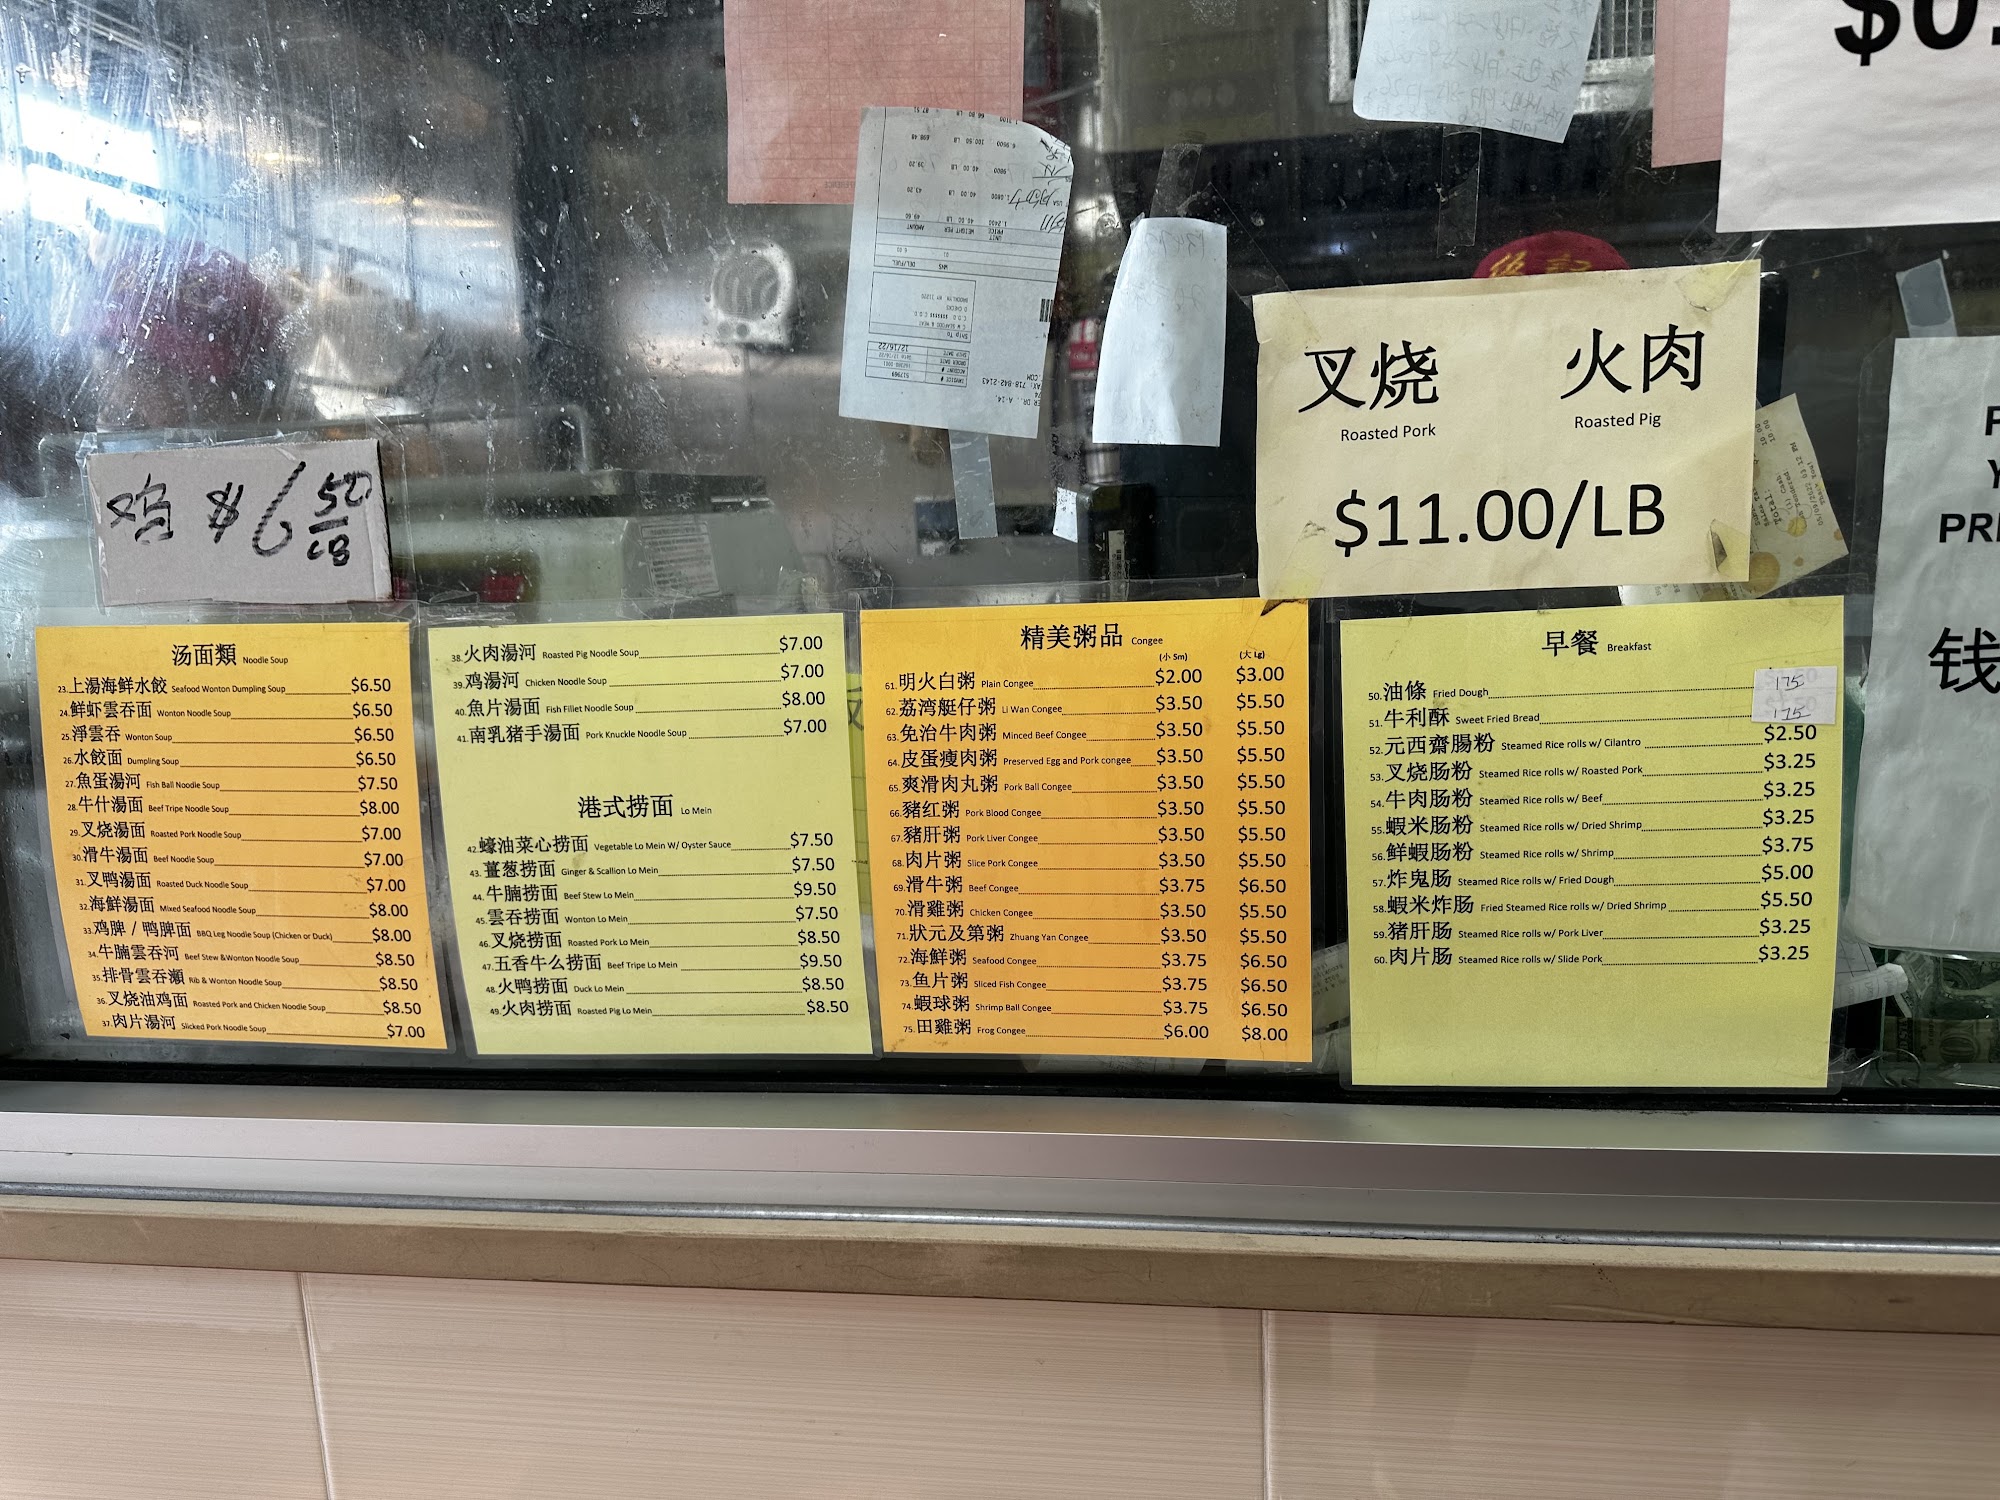 $0.
叉烧 火肉
Roasted Pork Roasted Pig
$11.00/LB
鸡 $6.50/LB
PRI
钱
汤面類 Noodle Soup
23.上湯海鮮水餃 Seafood Wonton Dumpling Soup $6.50
24.鲜虾雲吞面 Wonton Noodle Soup $6.50
25.淨雲吞 Wonton Soup $6.50
26.水餃面 Dumpling Soup $6.50
27.魚蛋湯河 Fish Ball Noodle Soup $7.50
28.牛什湯面 Beef Tripe Noodle Soup $8.00
29.叉烧湯面 Roasted Pork Noodle Soup $7.00
30.滑牛湯面 Beef Noodle Soup $7.00
31.叉鸭湯面 Roasted Duck Noodle Soup $7.00
32.海鮮湯面 Mixed Seafood Noodle Soup $8.00
33.鸡脾 / 鸭脾面 BBQ Leg Noodle Soup (Chicken or Duck) $8.00
34.牛腩雲吞河 Beef Stew &Wonton Noodle Soup $8.50
35.排骨雲吞瀬 Rib & Wonton Noodle Soup $8.50
36.叉烧油鸡面 Roasted Pork and Chicken Noodle Soup $8.50
37.肉片湯河 Slicked Pork Noodle Soup $7.00
38.火肉湯河 Roasted Pig Noodle Soup $7.00
39.鸡湯河 Chicken Noodle Soup $7.00
40.魚片湯面 Fish Fillet Noodle Soup $8.00
41.南乳猪手湯面 Pork Knuckle Noodle Soup $7.00
港式捞面 Lo Mein
42.蠔油菜心捞面 Vegetable Lo Mein W/ Oyster Sauce $7.50
43.薑葱捞面 Ginger & Scallion Lo Mein $7.50
44.牛腩捞面 Beef Stew Lo Mein $9.50
45.雲吞捞面 Wonton Lo Mein $7.50
46.叉烧捞面 Roasted Pork Lo Mein $8.50
47.五香牛么捞面 Beef Tripe Lo Mein $9.50
48.火鸭捞面 Duck Lo Mein $8.50
49.火肉捞面 Roasted Pig Lo Mein $8.50
精美粥品 Congee
(小 Sm) (大 Lg)
61.明火白粥 Plain Congee $2.00 $3.00
62.荔湾艇仔粥 Li Wan Congee $3.50 $5.50
63.免治牛肉粥 Minced Beef Congee $3.50 $5.50
64.皮蛋瘦肉粥 Preserved Egg and Pork congee $3.50 $5.50
65.爽滑肉丸粥 Pork Ball Congee $3.50 $5.50
66.豬红粥 Pork Blood Congee $3.50 $5.50
67.豬肝粥 Pork Liver Congee $3.50 $5.50
68.肉片粥 Slice Pork Congee $3.50 $5.50
69.滑牛粥 Beef Congee $3.75 $6.50
70.滑雞粥 Chicken Congee $3.50 $5.50
71.狀元及第粥 Zhuang Yan Congee $3.50 $5.50
72.海鮮粥 Seafood Congee $3.75 $6.50
73.鱼片粥 Sliced Fish Congee $3.75 $6.50
74.蝦球粥 Shrimp Ball Congee $3.75 $6.50
75.田雞粥 Frog Congee $6.00 $8.00
早餐 Breakfast
50.油條 Fried Dough 175
51.牛利酥 Sweet Fried Bread 175
52.元西齋腸粉 Steamed Rice rolls w/ Cilantro $2.50
53.叉烧肠粉 Steamed Rice rolls w/ Roasted Pork $3.25
54.牛肉肠粉 Steamed Rice rolls w/ Beef $3.25
55.蝦米肠粉 Steamed Rice rolls w/ Dried Shrimp $3.25
56.鲜蝦肠粉 Steamed Rice rolls w/ Shrimp $3.75
57.炸鬼肠 Steamed Rice rolls w/ Fried Dough $5.00
58.蝦米炸肠 Fried Steamed Rice rolls w/ Dried Shrimp $5.50
59.猪肝肠 Steamed Rice rolls w/ Pork Liver $3.25
60.肉片肠 Steamed Rice rolls w/ Slide Pork $3.25